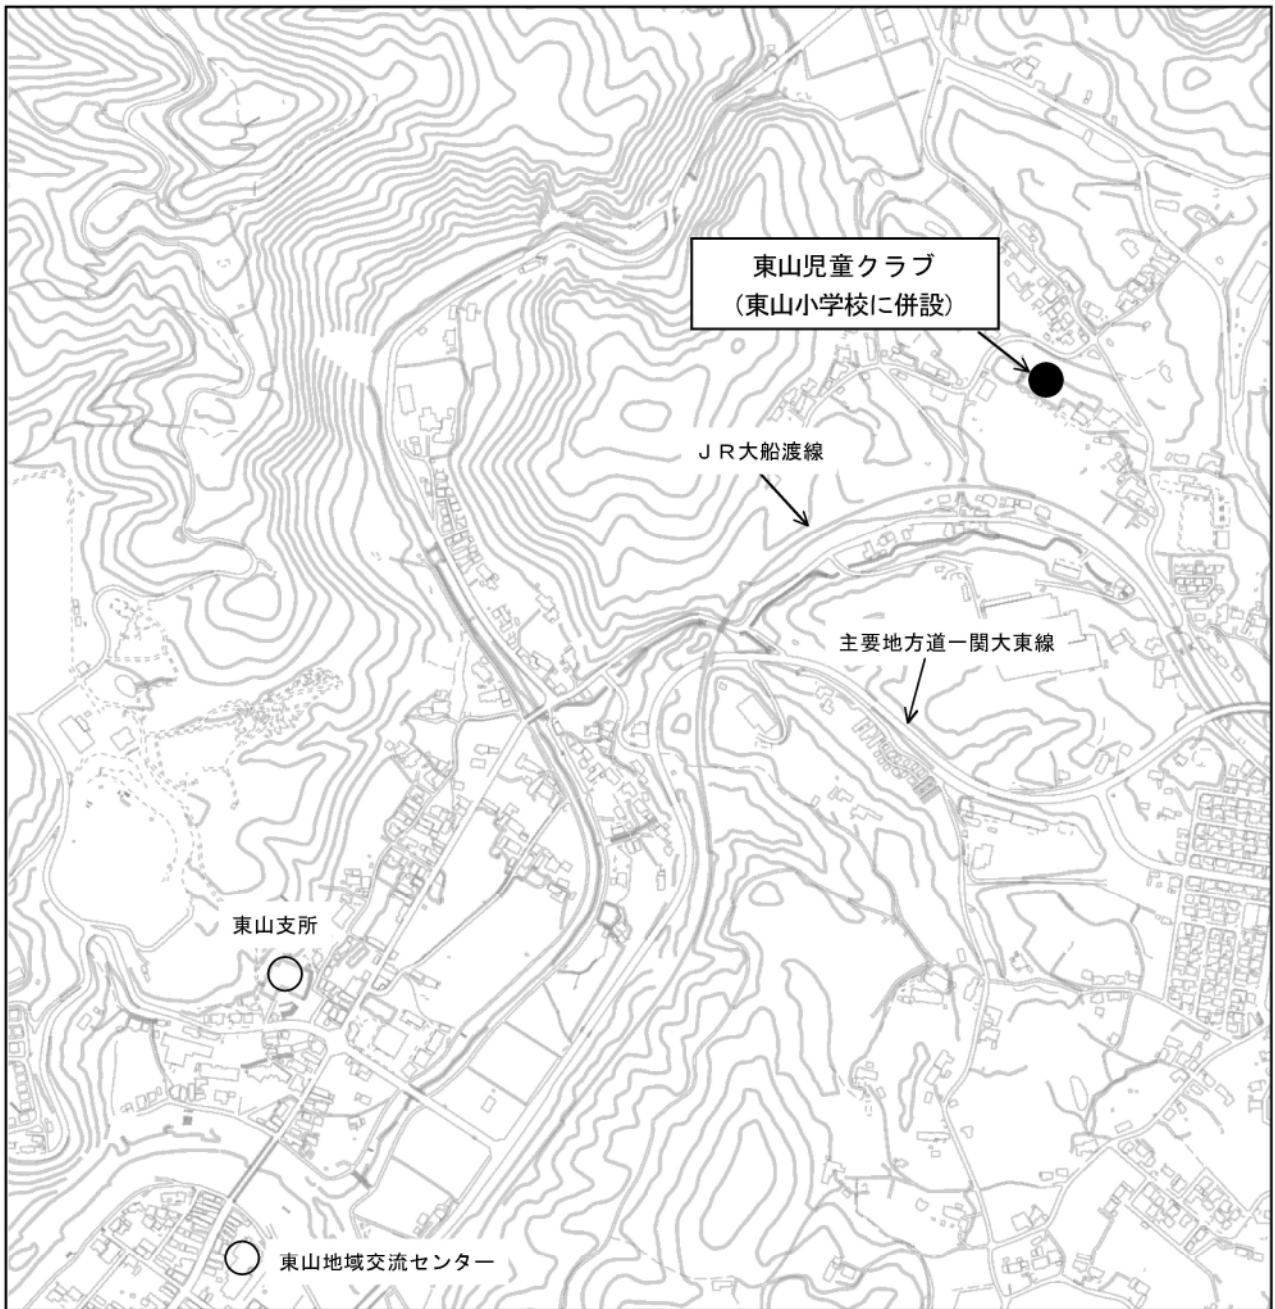 東山児童クラブ
(東山小学校に併設)
ＪＲ大船渡線
主要地方道一関大東線
東山支所
東山地域交流センター